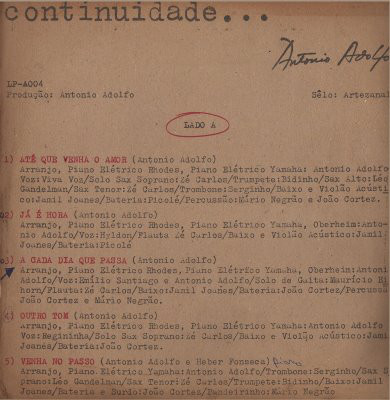 continuidade...
Antonio Adolfo
LP-A004
Produção: Antonio Adolfo Sêlo: Artezanal
LADO A
1) ATÉ QUE VENHA O AMOR (Antonio Adolfo)
Arranjo, Piano Elétrico Rhodes, Piano Elétrico Yamaha: Antonio Adolfo
Voz:Viva Voz/Solo Sax Soprano:Zé Carlos/Trumpete:Bidinho/Sax Alto:Léo
Gandelman/Sax Tenor:Zé Carlos/Trombone:Serginho/Baixo e Violão Acústi-
co:Jamil Joanes/Bateria:Picolé/Percussão:Mário Negrão e João Cortez.
2) JÁ É HORA (Antonio Adolfo)
Arranjo, Piano Elétrico Rhodes, Piano Elétrico Yamaha, Oberheim:Anto-
nio Adolfo/Voz:Hyldon/Flauta Zé Carlos/Baixo e Violão Acústico:Jamil
Joanes/Bateria:Picolé
3) A CADA DIA QUE PASSA (Antonio Adolfo)
Arranjo, Piano Elétrico Rhodes, Piano Elétrico Yamaha, Oberheim:Antoni
Adolfo/Voz:Emílio Santiago e Antonio Adolfo/Solo de Gaita:Maurício Ei
nhorn/Flauta:Zé Carlos/Baixo:Jamil Joanes/Bateria:João Cortez/Percussã
João Cortez e Mário Negrão.
4) OUTRO TOM (Antonio Adolfo)
Arranjo, Piano Elétrico Rhodes, Piano Elétrico Yamaha:Antonio Adolfo
Voz:Regininha/Solo Sax Soprano:Zé Carlos/Baixo e Violão Acústico:Jami
Joanes/Bateria:João Cortez.
5) VENHA NO PASSO (Antonio Adolfo e Heber Fonseca)
Arranjo, Piano Elétrico Yamaha:Antonio Adolfo/Trombone:Serginho/Sax S
prano:Léo Gandelman/Sax Tenor:Zé Carlos/Trumpete:Bidinho/Baixo:Jamil
Joanes/Bateria e Surdo:João Cortez/Pandeirinho:Mário Negrão